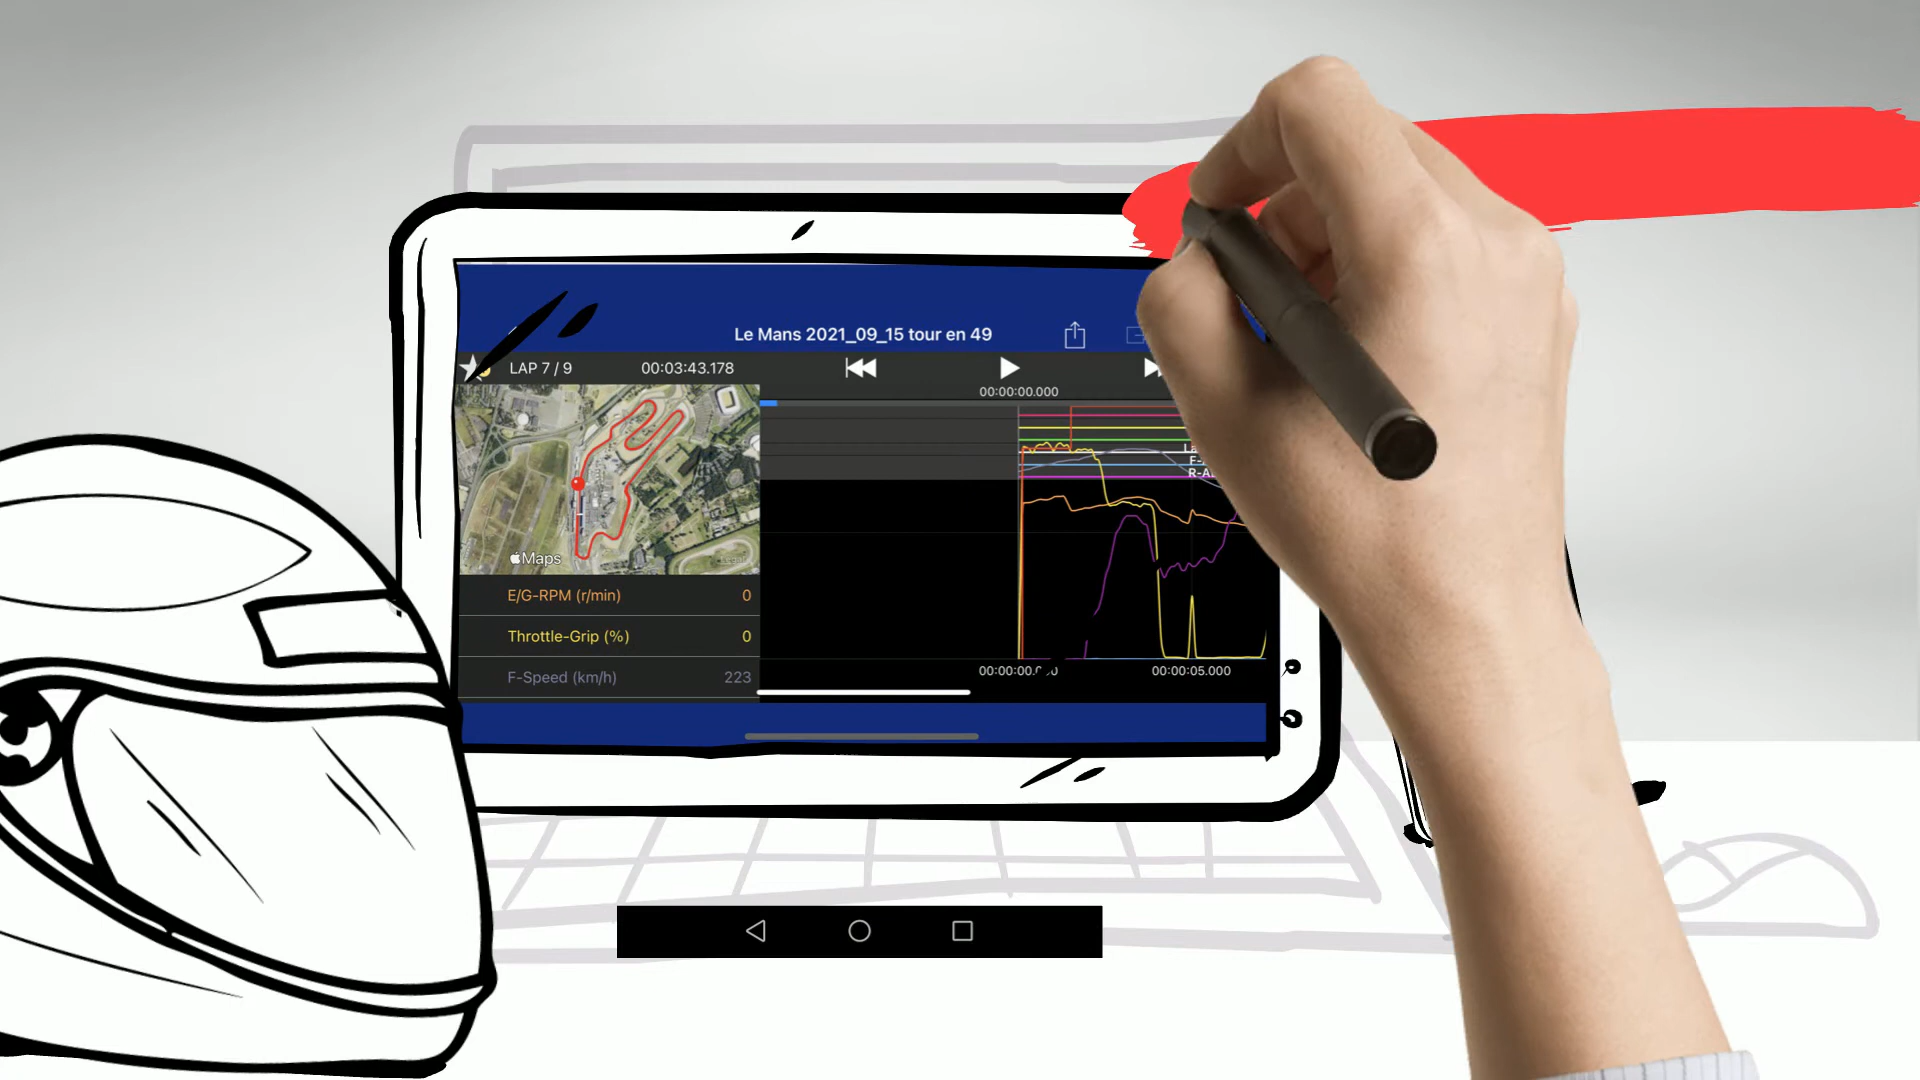 Le Mans 2021_09_15 tour en 49
LAP 7 / 9
00:03:43.178
00:00:00.000
Maps
E/G-RPM (r/min) 0
Throttle-Grip (%) 0
F-Speed (km/h) 223
00:00:05.000